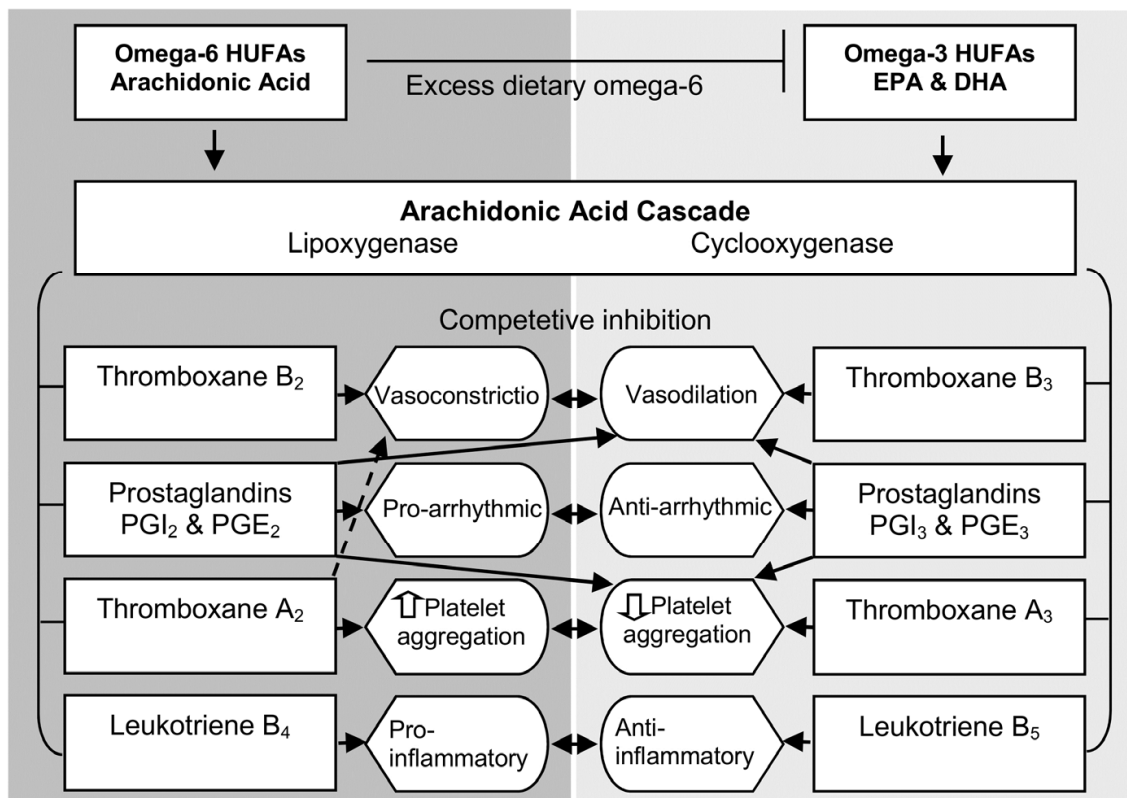 Omega-6 HUFAs
Arachidonic Acid
Excess dietary omega-6
Omega-3 HUFAs
EPA & DHA
Arachidonic Acid Cascade
Lipoxygenase
Cyclooxygenase
Competetive inhibition
Thromboxane B₂
Vasoconstrictio
Vasodilation
Thromboxane B₃
Prostaglandins
PGI₂ & PGE₂
Pro-arrhythmic
Anti-arrhythmic
Prostaglandins
PGI₃ & PGE₃
Thromboxane A₂
Platelet
aggregation
Platelet
aggregation
Thromboxane A₃
Leukotriene B₄
Pro-
inflammatory
Anti-
inflammatory
Leukotriene B₅